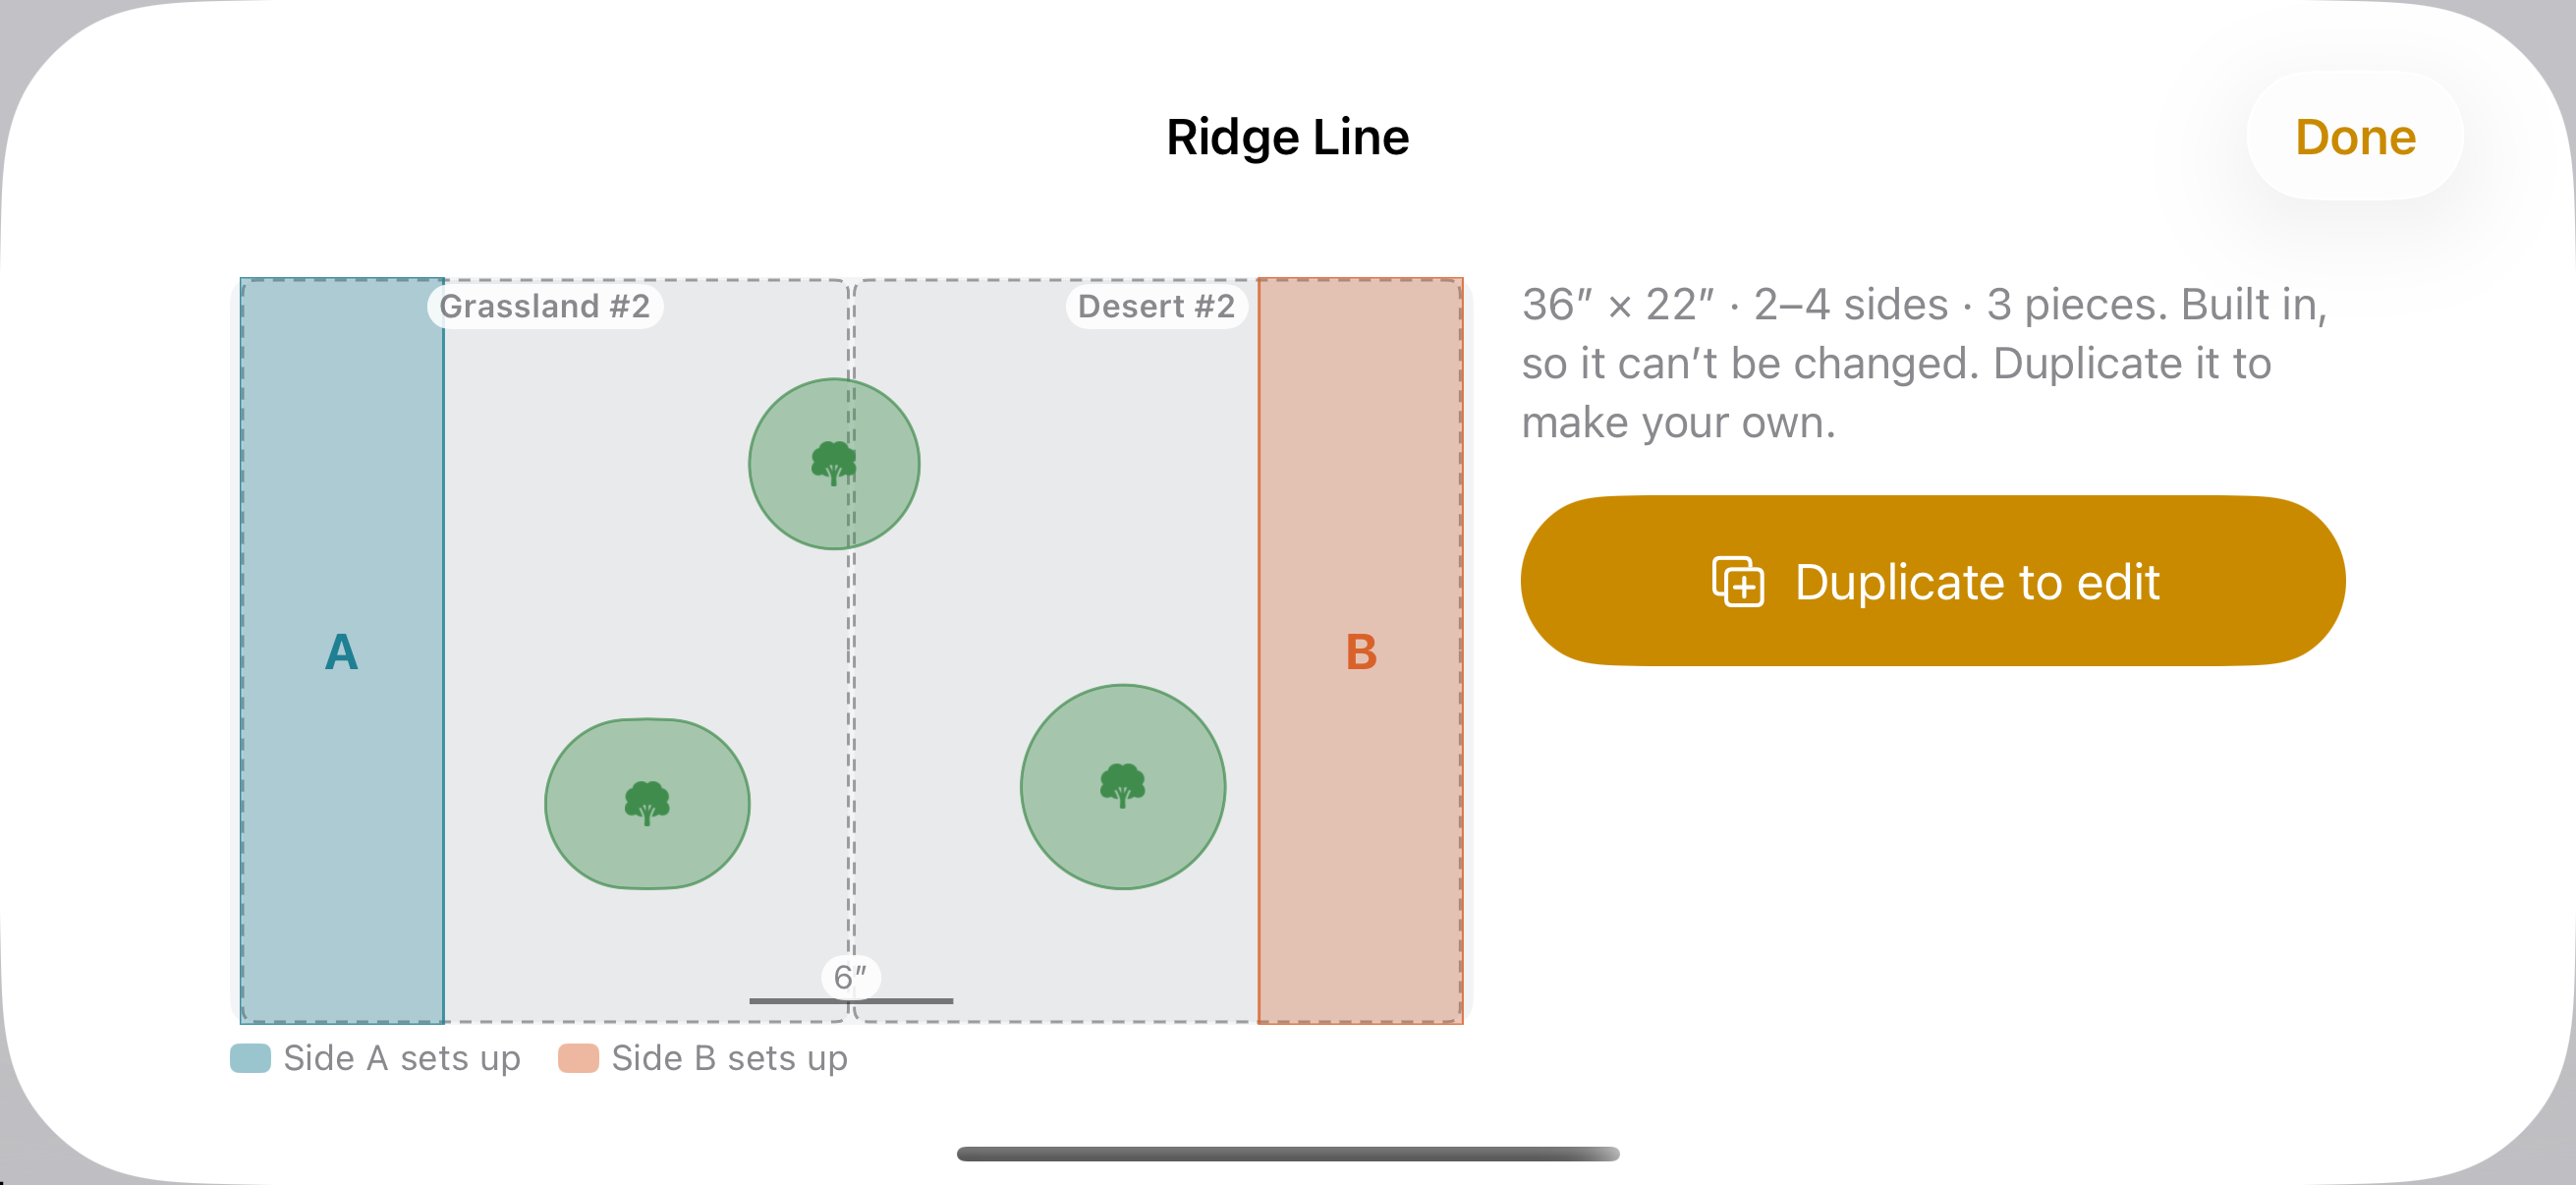 Ridge Line
Done
Grassland #2
Desert #2
A
B
6”
Side A sets up
Side B sets up
36” × 22” · 2–4 sides · 3 pieces. Built in,
so it can’t be changed. Duplicate it to
make your own.
Duplicate to edit